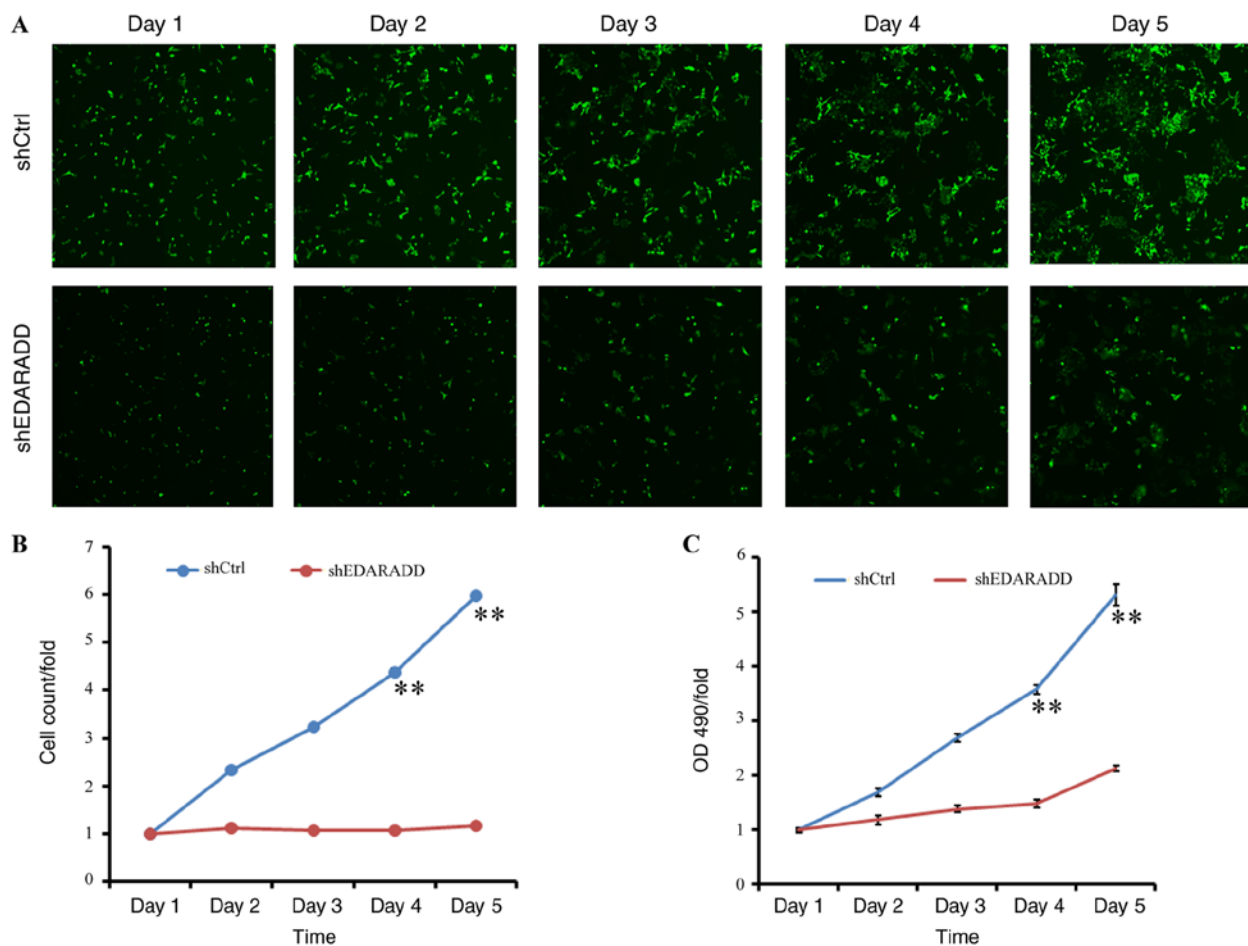 A
Day 1
Day 2
Day 3
Day 4
Day 5
shCtrl
shEDARADD
B
7
6
5
4
3
2
1
0
Cell count/fold
shCtrl
shEDARADD
**
**
Day 1
Day 2
Day 3
Day 4
Day 5
Time
C
6
5
4
3
2
1
0
OD 490/fold
shCtrl
shEDARADD
**
**
Day 1
Day 2
Day 3
Day 4
Day 5
Time